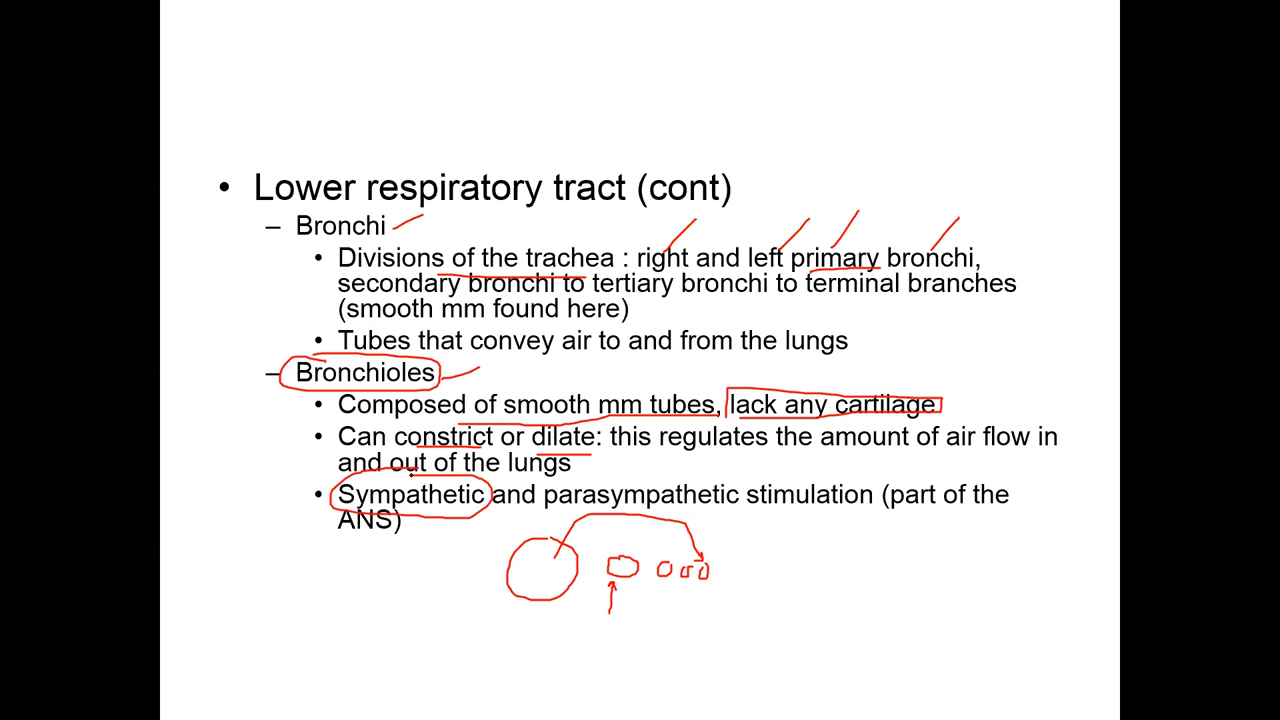 • Lower respiratory tract (cont)
– Bronchi
• Divisions of the trachea : right and left primary bronchi,
secondary bronchi to tertiary bronchi to terminal branches
(smooth mm found here)
• Tubes that convey air to and from the lungs
– Bronchioles
• Composed of smooth mm tubes, lack any cartilage
• Can constrict or dilate: this regulates the amount of air flow in
and out of the lungs
• Sympathetic and parasympathetic stimulation (part of the
ANS)